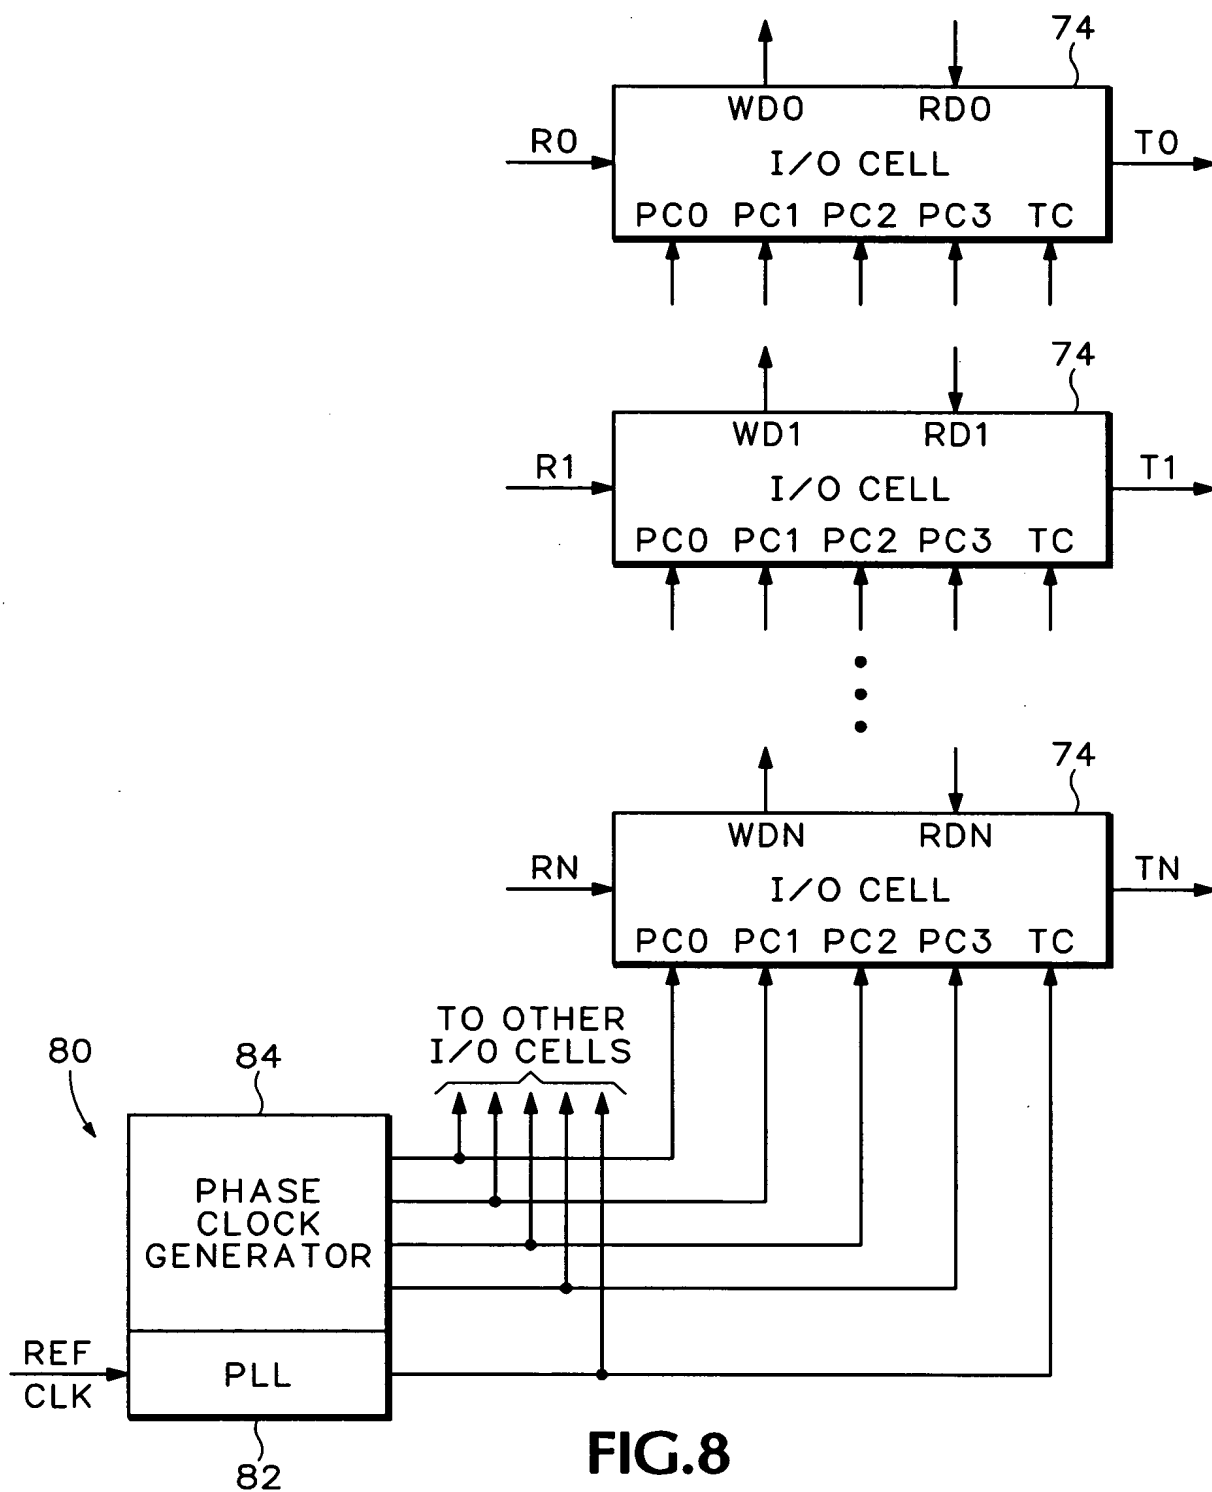 74
WD0 RD0
R0
I/O CELL
T0
PC0 PC1 PC2 PC3 TC
74
WD1 RD1
R1
I/O CELL
T1
PC0 PC1 PC2 PC3 TC
74
WDN RDN
RN
I/O CELL
TN
PC0 PC1 PC2 PC3 TC
TO OTHER
I/O CELLS
80
84
PHASE
CLOCK
GENERATOR
REF
CLK
PLL
82
FIG.8